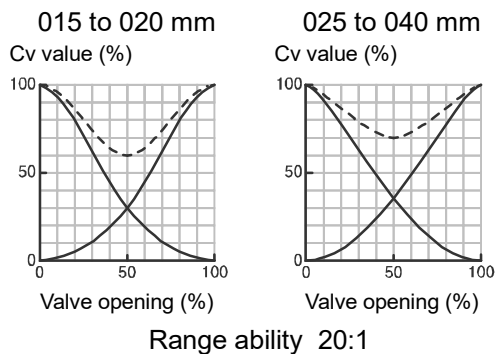 015 to 020 mm
Cv value (%)
100
50
0
0 50 100
Valve opening (%)
025 to 040 mm
Cv value (%)
100
50
0
0 50 100
Valve opening (%)
Range ability 20:1